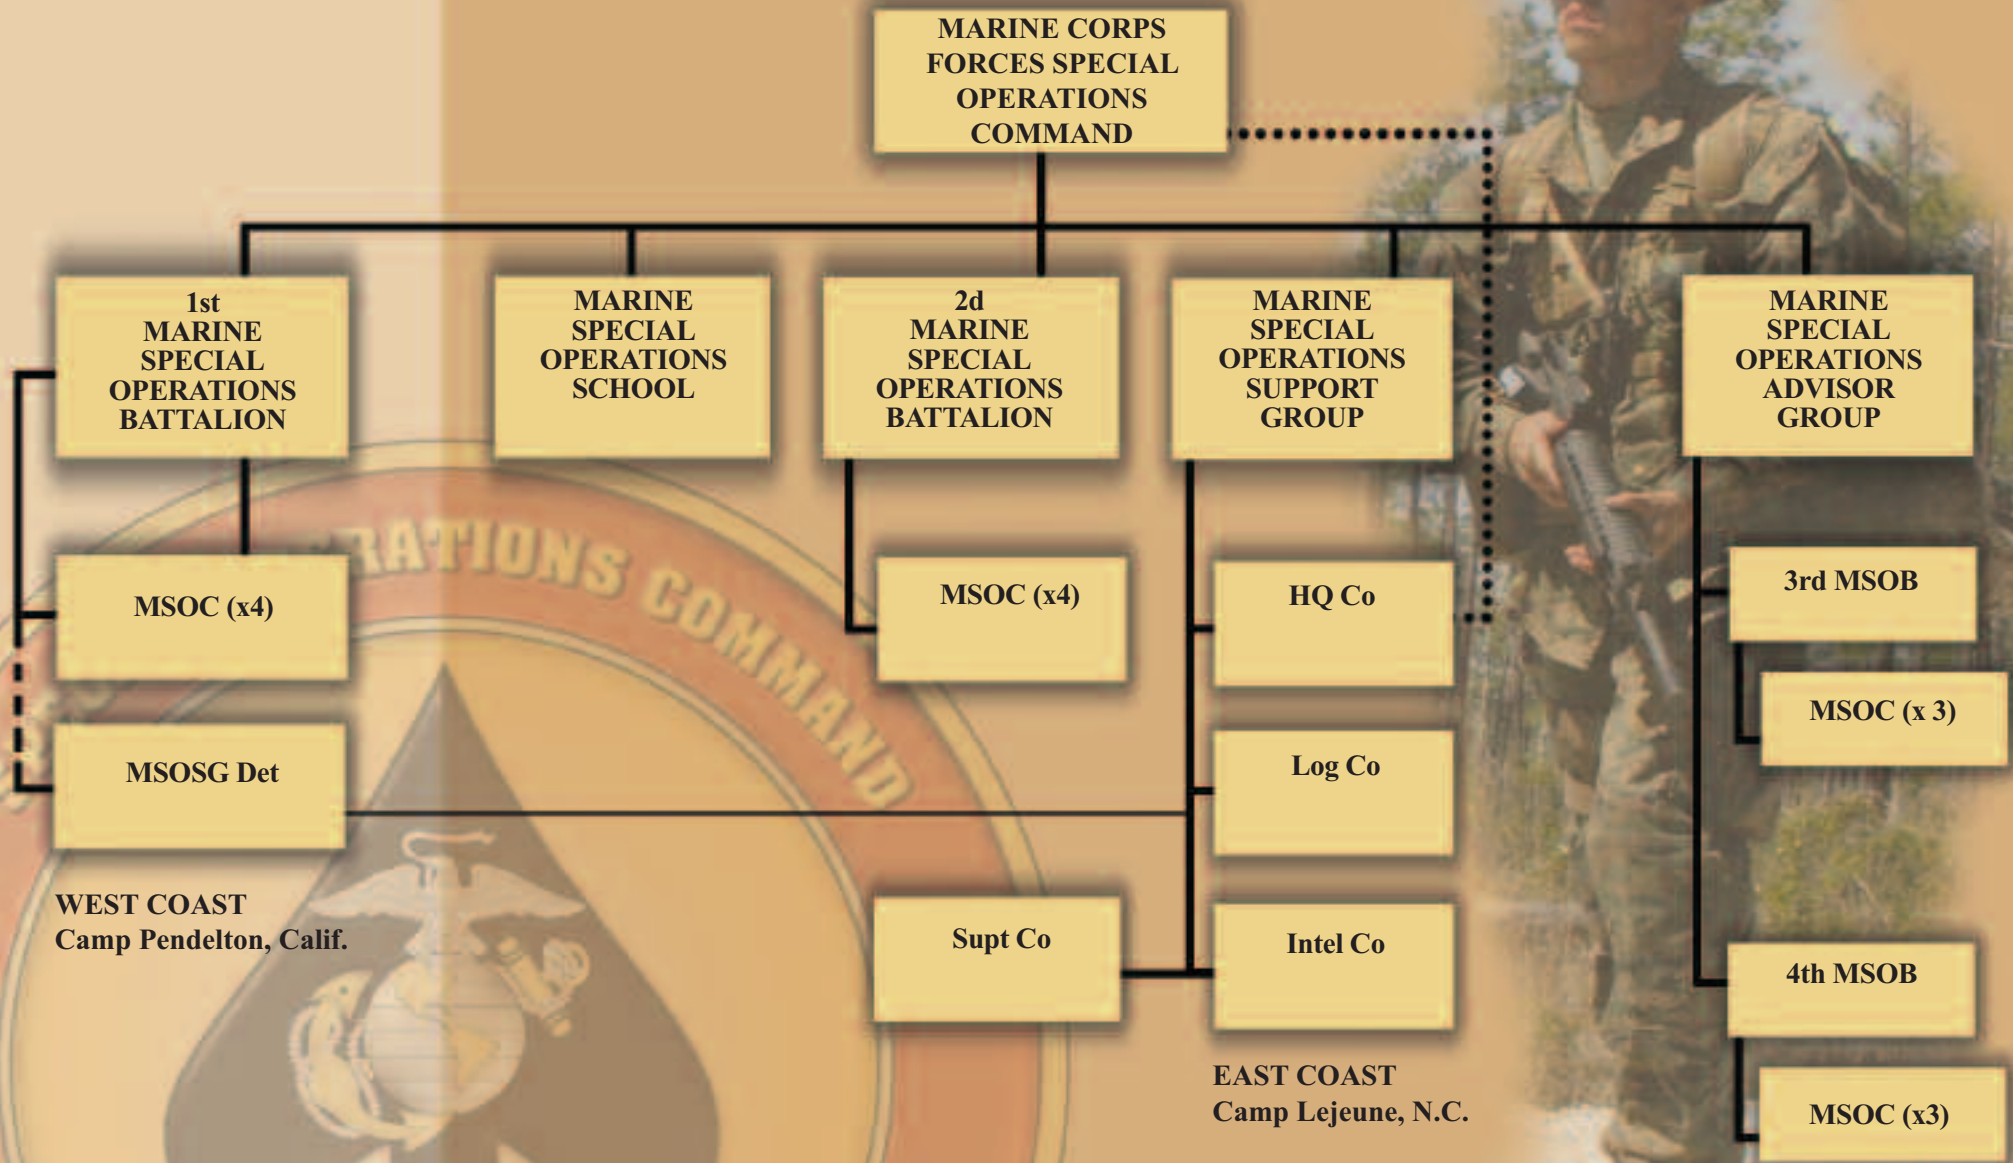 MARINE CORPS
FORCES SPECIAL
OPERATIONS
COMMAND
1st
MARINE
SPECIAL
OPERATIONS
BATTALION
MARINE
SPECIAL
OPERATIONS
SCHOOL
2d
MARINE
SPECIAL
OPERATIONS
BATTALION
MARINE
SPECIAL
OPERATIONS
SUPPORT
GROUP
MARINE
SPECIAL
OPERATIONS
ADVISOR
GROUP
MSOC (x4)
MSOSG Det
WEST COAST
Camp Pendelton, Calif.
MSOC (x4)
Supt Co
HQ Co
Log Co
Intel Co
EAST COAST
Camp Lejeune, N.C.
3rd MSOB
MSOC (x 3)
4th MSOB
MSOC (x3)
RATIONS COMMAND